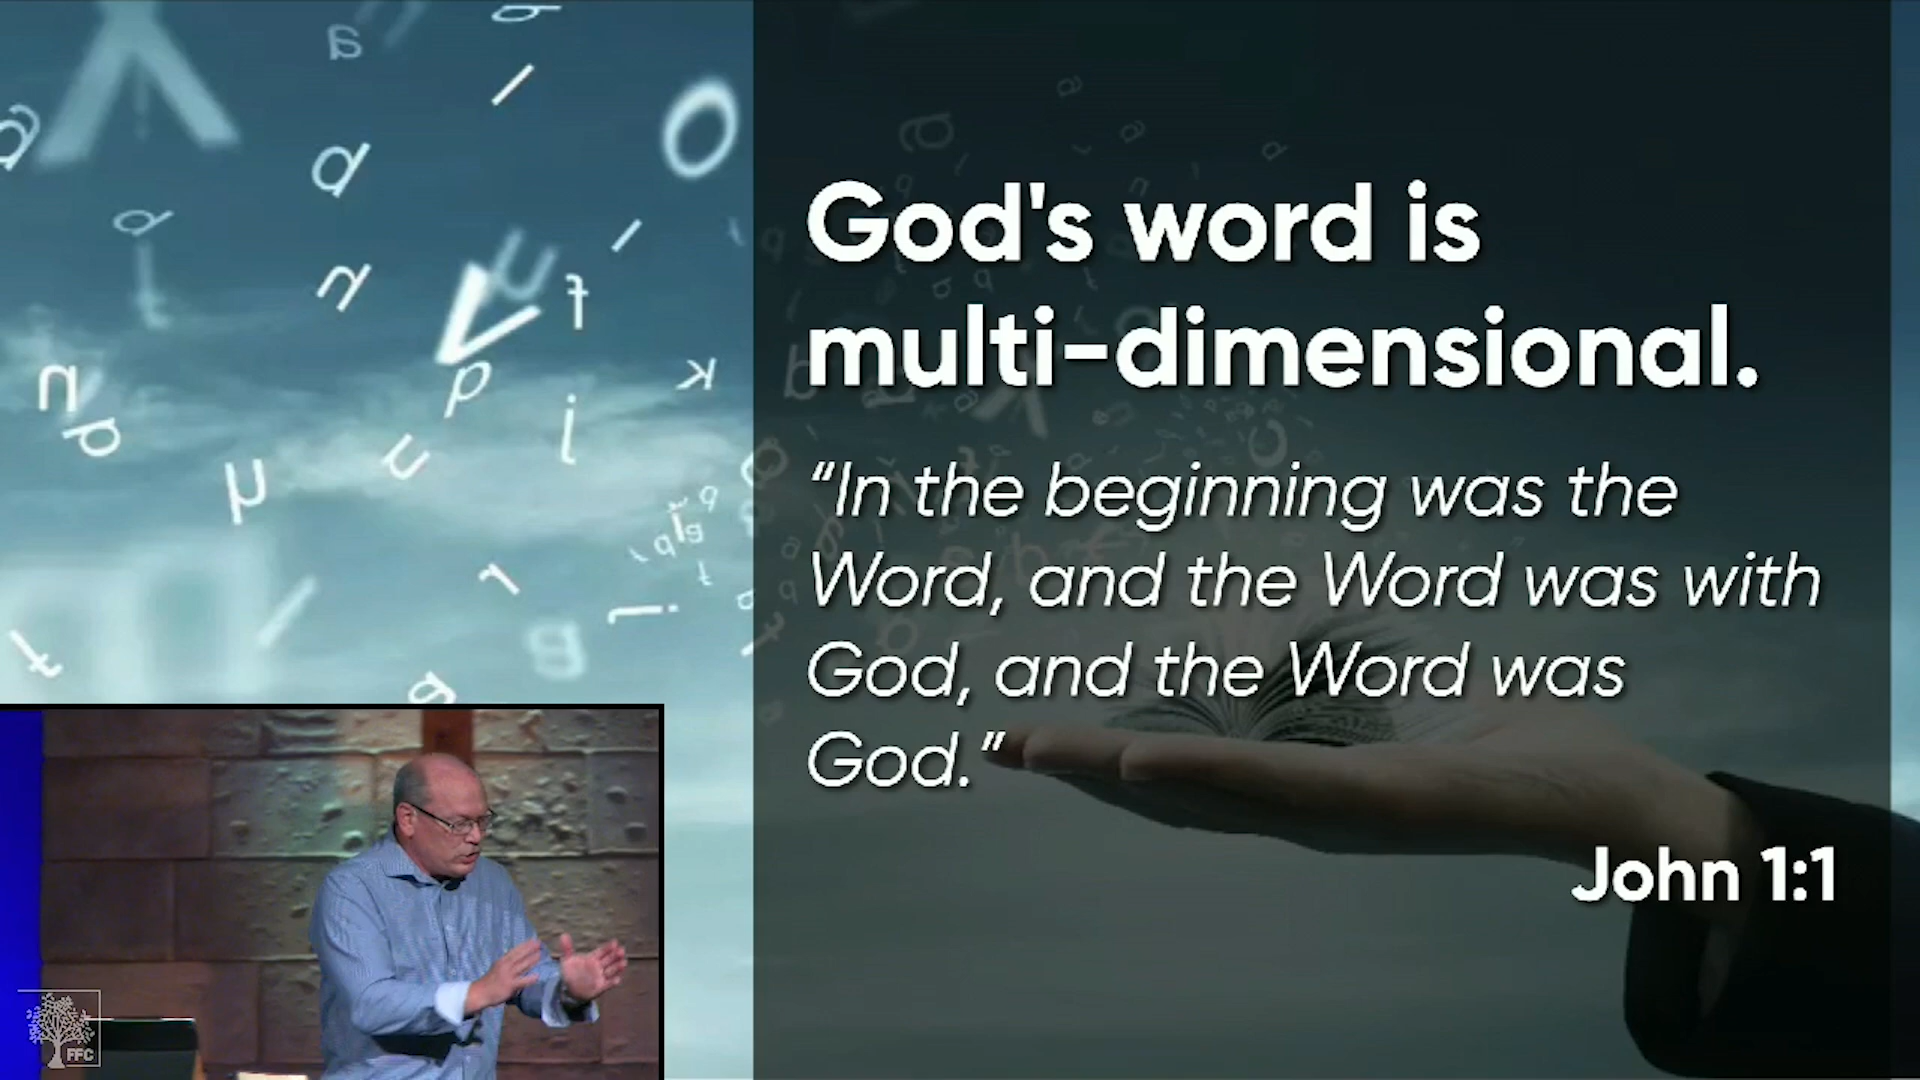 God's word is
multi-dimensional.
“In the beginning was the
Word, and the Word was with
God, and the Word was
God.”
John 1:1
FFC